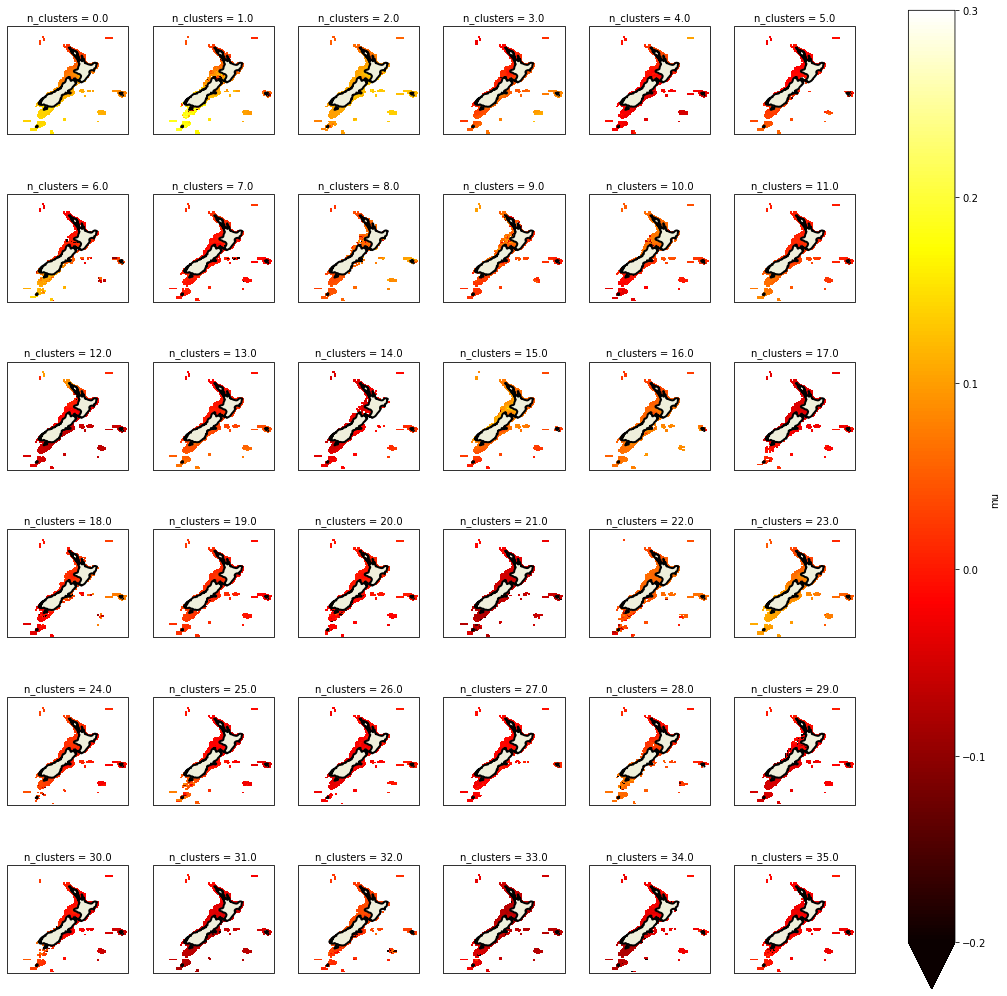 n_clusters = 0.0
n_clusters = 1.0
n_clusters = 2.0
n_clusters = 3.0
n_clusters = 4.0
n_clusters = 5.0
n_clusters = 6.0
n_clusters = 7.0
n_clusters = 8.0
n_clusters = 9.0
n_clusters = 10.0
n_clusters = 11.0
n_clusters = 12.0
n_clusters = 13.0
n_clusters = 14.0
n_clusters = 15.0
n_clusters = 16.0
n_clusters = 17.0
n_clusters = 18.0
n_clusters = 19.0
n_clusters = 20.0
n_clusters = 21.0
n_clusters = 22.0
n_clusters = 23.0
n_clusters = 24.0
n_clusters = 25.0
n_clusters = 26.0
n_clusters = 27.0
n_clusters = 28.0
n_clusters = 29.0
n_clusters = 30.0
n_clusters = 31.0
n_clusters = 32.0
n_clusters = 33.0
n_clusters = 34.0
n_clusters = 35.0
0.3
0.2
0.1
0.0
−0.1
−0.2
mu